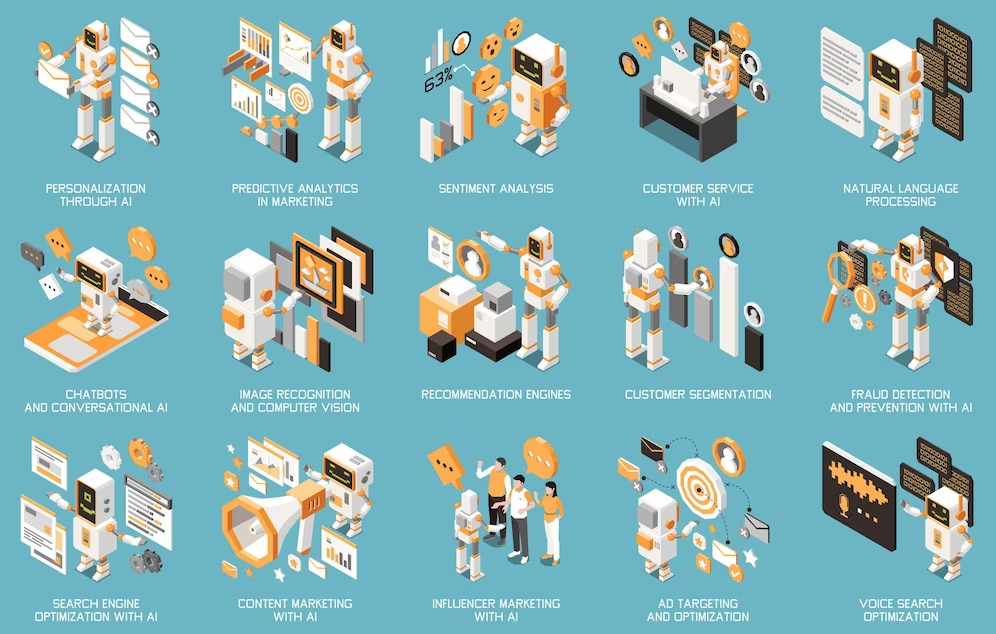 63%
PERSONALIZATION
THROUGH AI
PREDICTIVE ANALYTICS
IN MARKETING
SENTIMENT ANALYSIS
CUSTOMER SERVICE
WITH AI
NATURAL LANGUAGE
PROCESSING
CHATBOTS
AND CONVERSATIONAL AI
IMAGE RECOGNITION
AND COMPUTER VISION
RECOMMENDATION ENGINES
CUSTOMER SEGMENTATION
FRAUD DETECTION
AND PREVENTION WITH AI
SEARCH ENGINE
OPTIMIZATION WITH AI
CONTENT MARKETING
WITH AI
INFLUENCER MARKETING
WITH AI
AD TARGETING
AND OPTIMIZATION
VOICE SEARCH
OPTIMIZATION